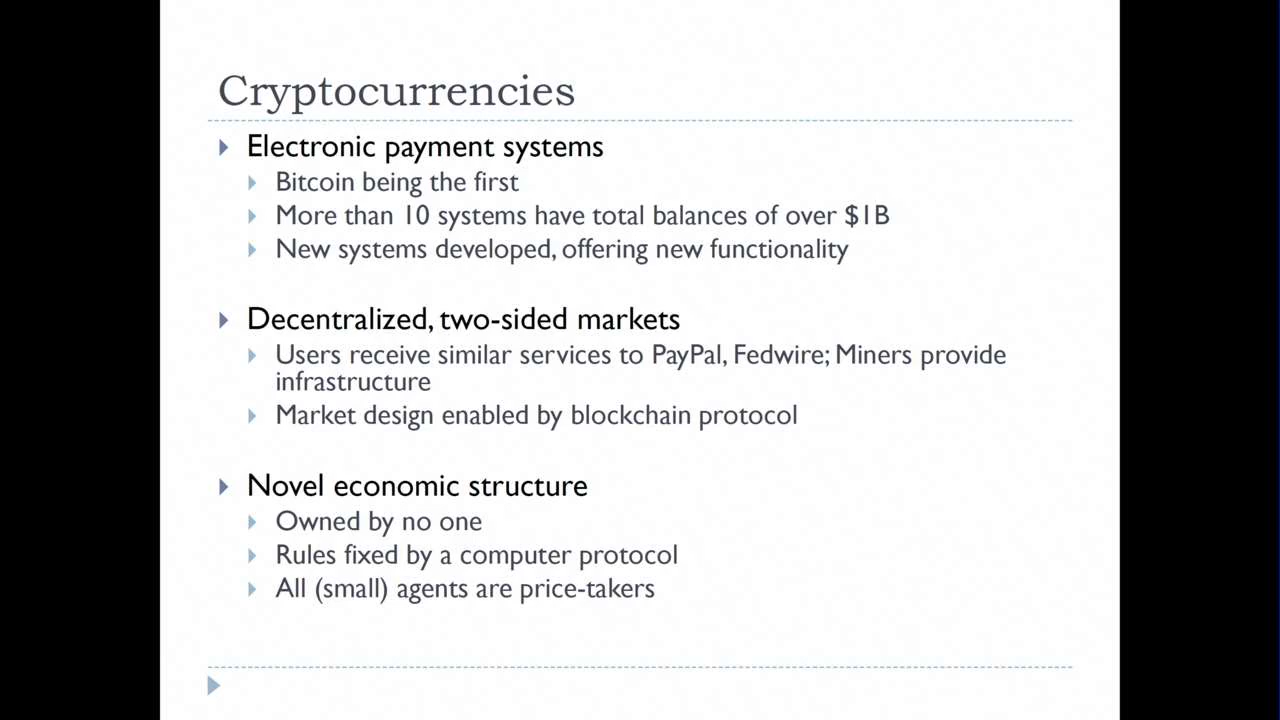 Cryptocurrencies
Electronic payment systems
Bitcoin being the first
More than 10 systems have total balances of over $1B
New systems developed, offering new functionality
Decentralized, two-sided markets
Users receive similar services to PayPal, Fedwire; Miners provide
infrastructure
Market design enabled by blockchain protocol
Novel economic structure
Owned by no one
Rules fixed by a computer protocol
All (small) agents are price-takers